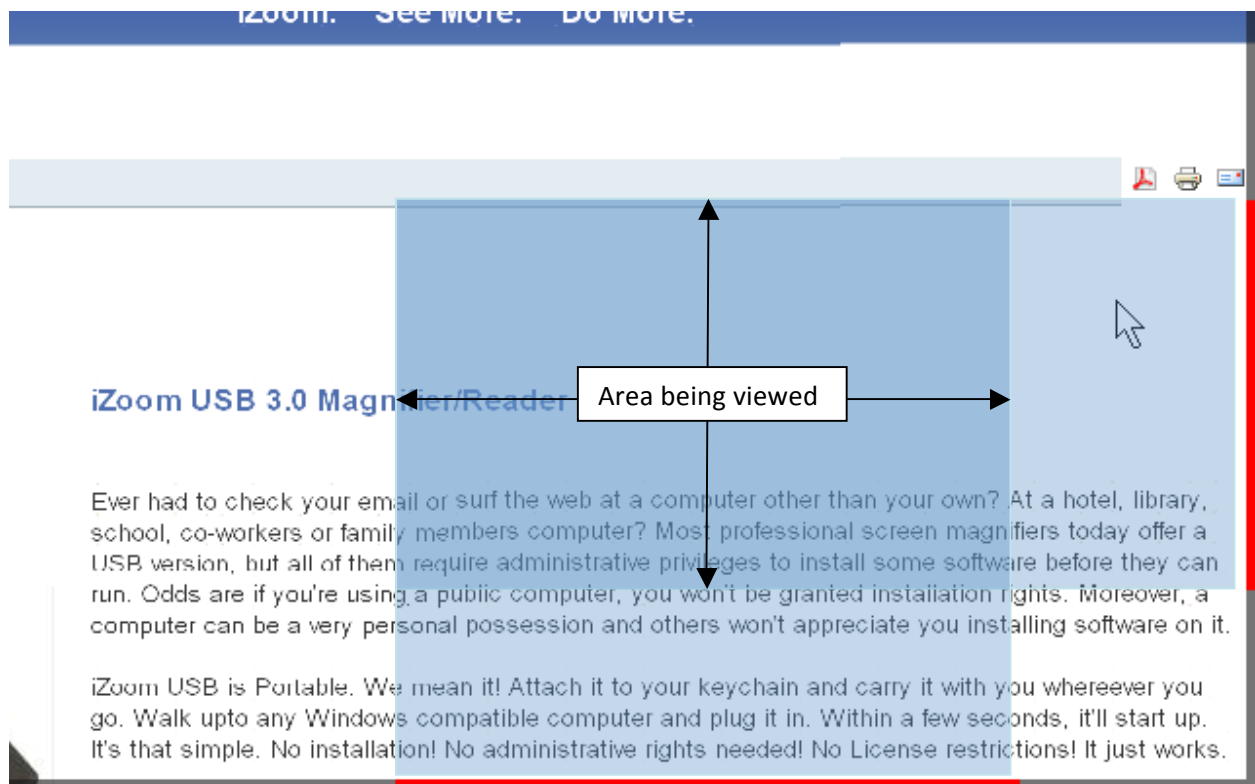 iZoom. See More. Do More.
iZoom USB 3.0 Magnifier/Reader
Area being viewed
Ever had to check your email or surf the web at a computer other than your own? At a hotel, library,
school, co-workers or family members computer? Most professional screen magnifiers today offer a
USB version, but all of them require administrative privileges to install some software before they can
run. Odds are if you're using a public computer, you won't be granted installation rights. Moreover, a
computer can be a very personal possession and others won't appreciate you installing software on it.
iZoom USB is Portable. We mean it! Attach it to your keychain and carry it with you whereever you
go. Walk upto any Windows compatible computer and plug it in. Within a few seconds, it'll start up.
It's that simple. No installation! No administrative rights needed! No License restrictions! It just works.